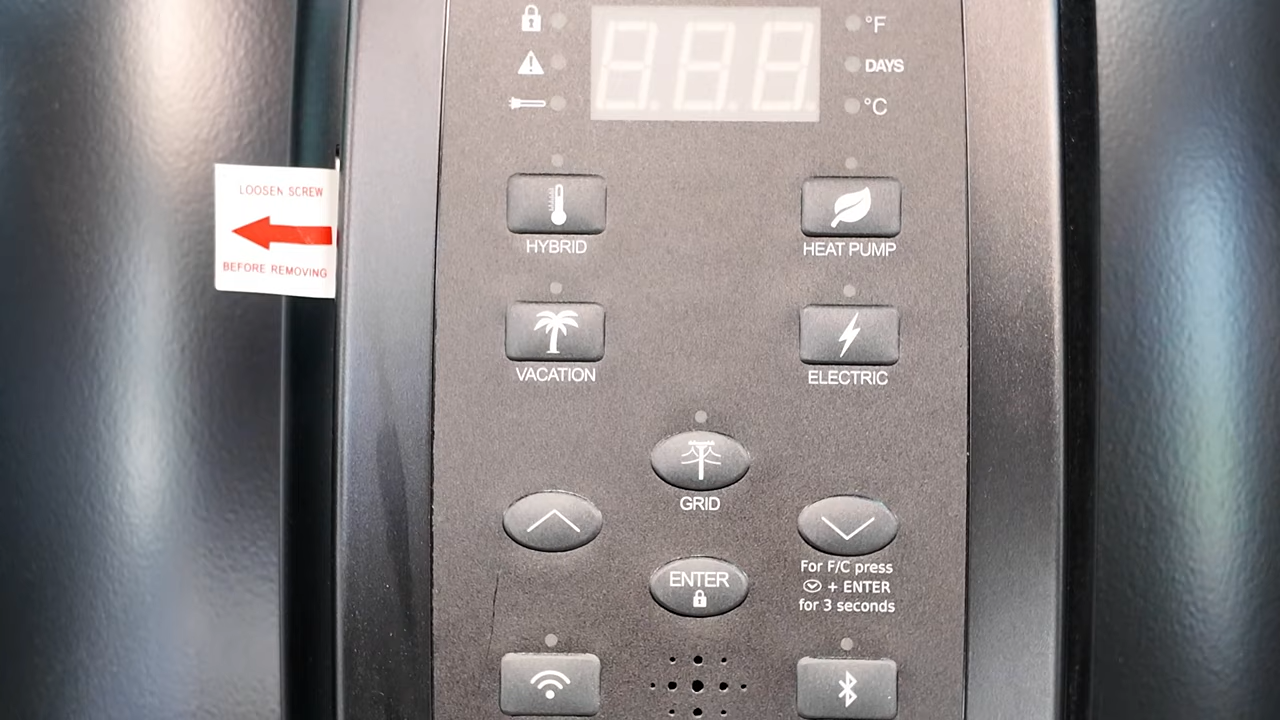 °F
DAYS
°C
LOOSEN SCREW
BEFORE REMOVING
HYBRID
HEAT PUMP
VACATION
ELECTRIC
GRID
ENTER
For F/C press
+ ENTER
for 3 seconds